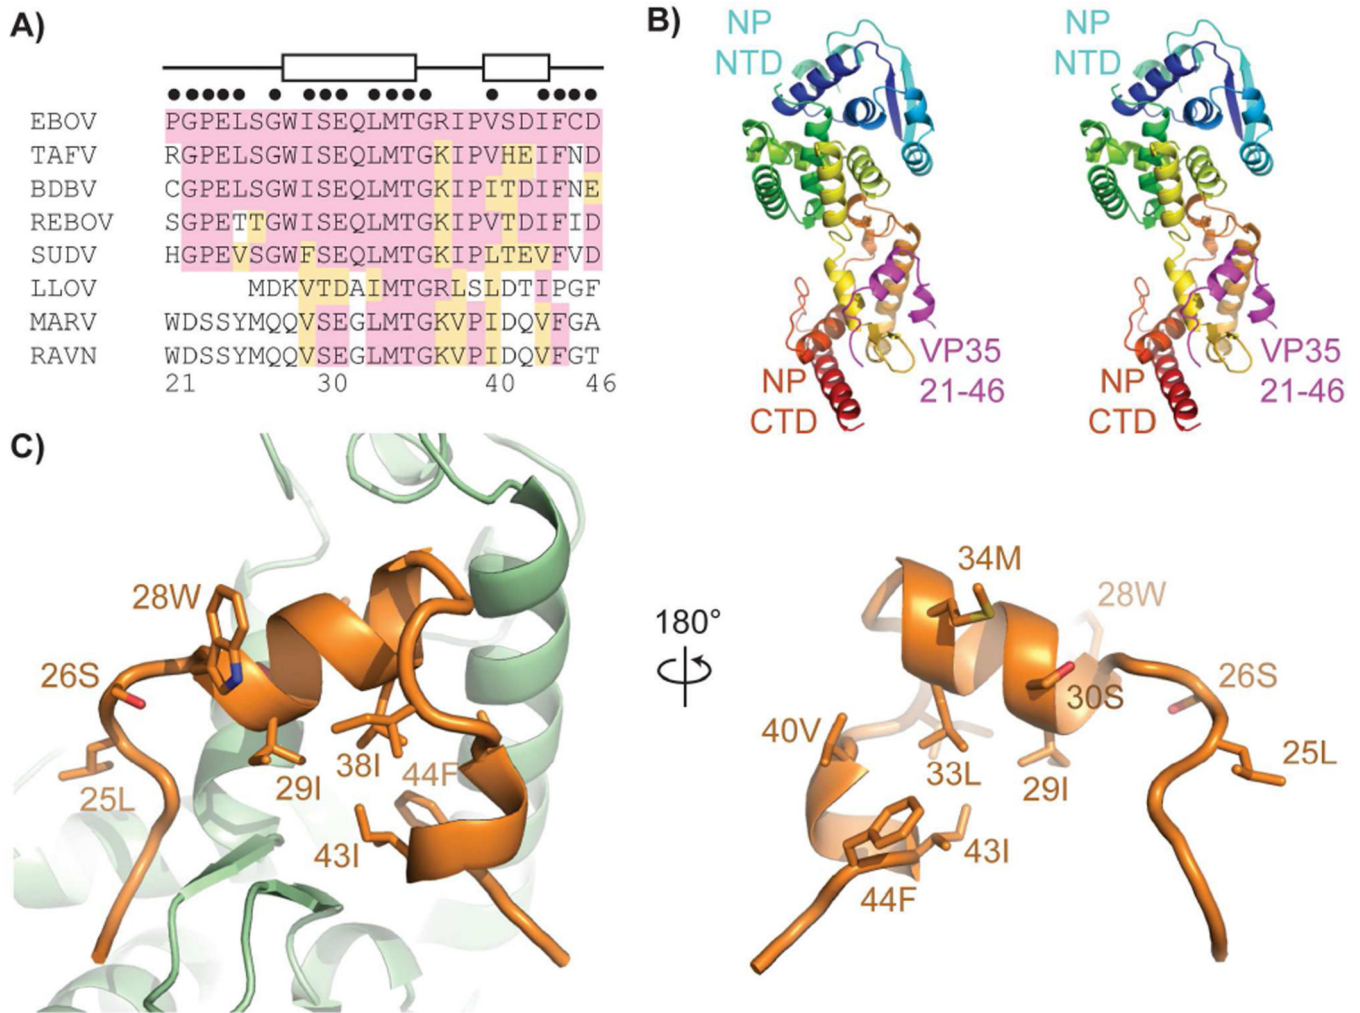 A)
EBOV PGPELSGWISEQLMTGRIPVSDIFCD
TAFV RGPELSGWISEQLMTGKIPVHEIFND
BDBV CGPELSGWISEQLMTGKIPITDIFNE
REBOV SGPETTGWISEQLMTGKIPVTDIFID
SUDV HGPEVSGWFSEQLMTGKIPLTEVFVD
LLOV MDKVTDAIMTGRLSLDTIPGF
MARV WDSSYMQQVSEGLMTGKVPIDQVFGA
RAVN WDSSYMQQVSEGLMTGKVPIDQVFGT
21 30 40 46
B)
NP NTD
NP NTD
VP35 21-46
VP35 21-46
NP CTD
NP CTD
C)
28W
26S
25L
29I
38I
44F
43I
180°
34M
28W
30S
26S
25L
40V
33L
29I
43I
44F